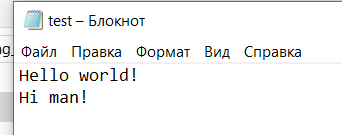 test – Блокнот
Файл Правка Формат Вид Справка
Hello world!
Hi man!